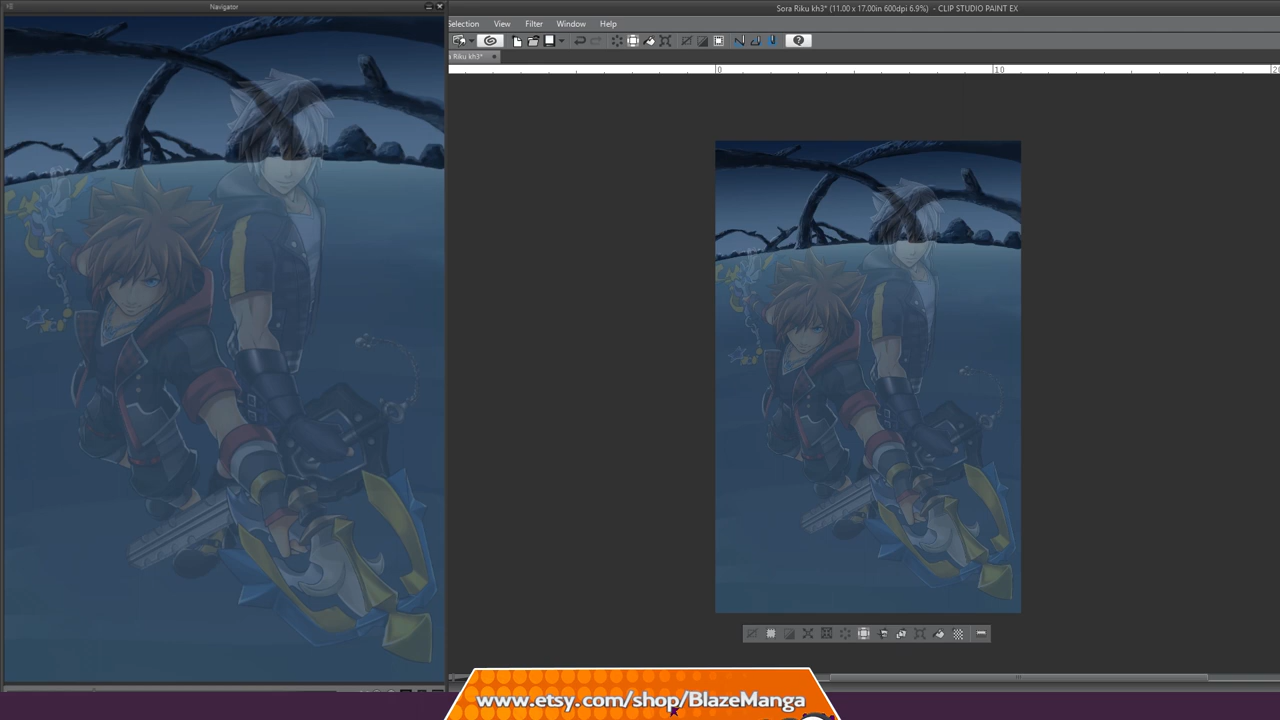 Navigator
Sora Riku kh3* (11.00 x 17.00in 600dpi 6.9%) - CLIP STUDIO PAINT EX
Selection View Filter Window Help
a Riku kh3*
0 10 20
www.etsy.com/shop/BlazeManga